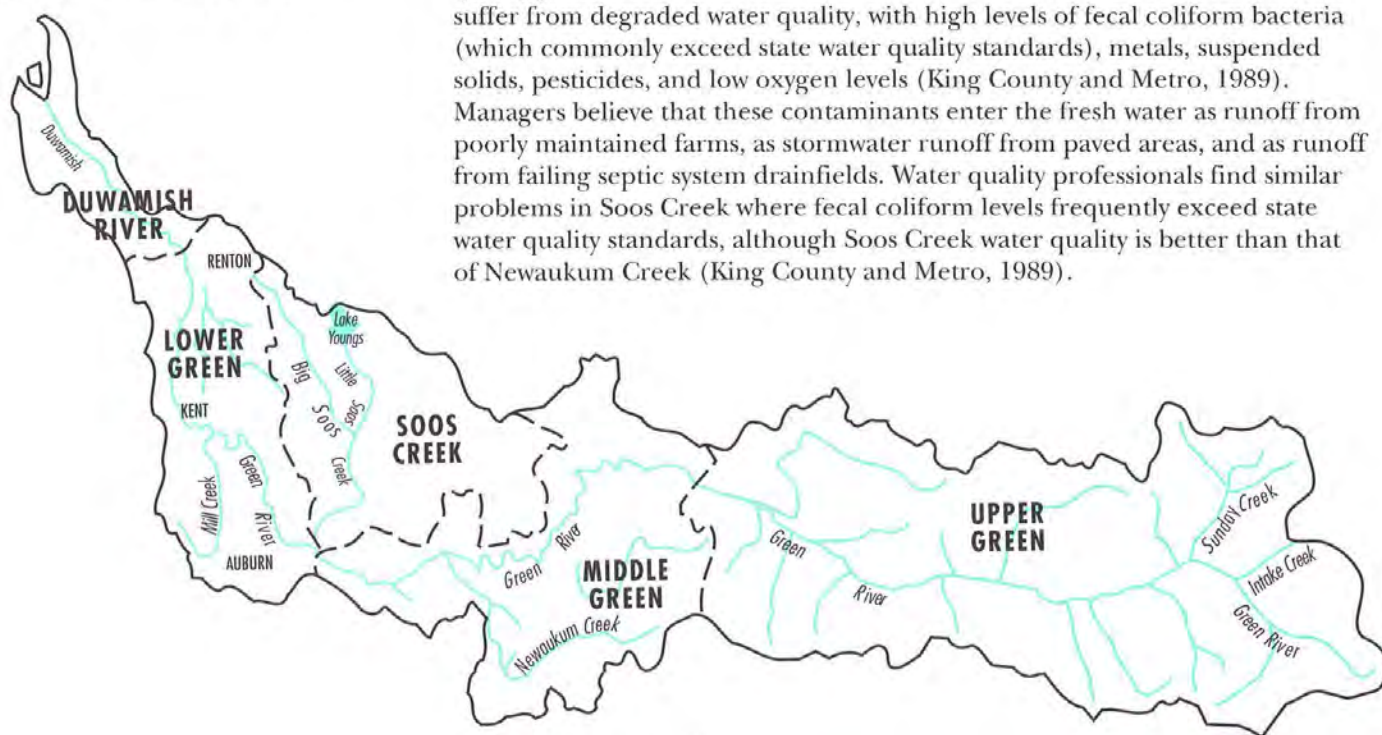 suffer from degraded water quality, with high levels of fecal coliform bacteria
(which commonly exceed state water quality standards), metals, suspended
solids, pesticides, and low oxygen levels (King County and Metro, 1989).
Managers believe that these contaminants enter the fresh water as runoff from
poorly maintained farms, as stormwater runoff from paved areas, and as runoff
from failing septic system drainfields. Water quality professionals find similar
problems in Soos Creek where fecal coliform levels frequently exceed state
water quality standards, although Soos Creek water quality is better than that
of Newaukum Creek (King County and Metro, 1989).
Duwamish
DUWAMISH
RIVER
RENTON
Lake
Youngs
LOWER
GREEN
Big
Soos
Creek
Little
Soos
KENT
SOOS
CREEK
Mill Creek
Green
River
AUBURN
Green
River
MIDDLE
GREEN
Newaukum Creek
UPPER
GREEN
Green
River
Sunday Creek
Intake Creek
Green River